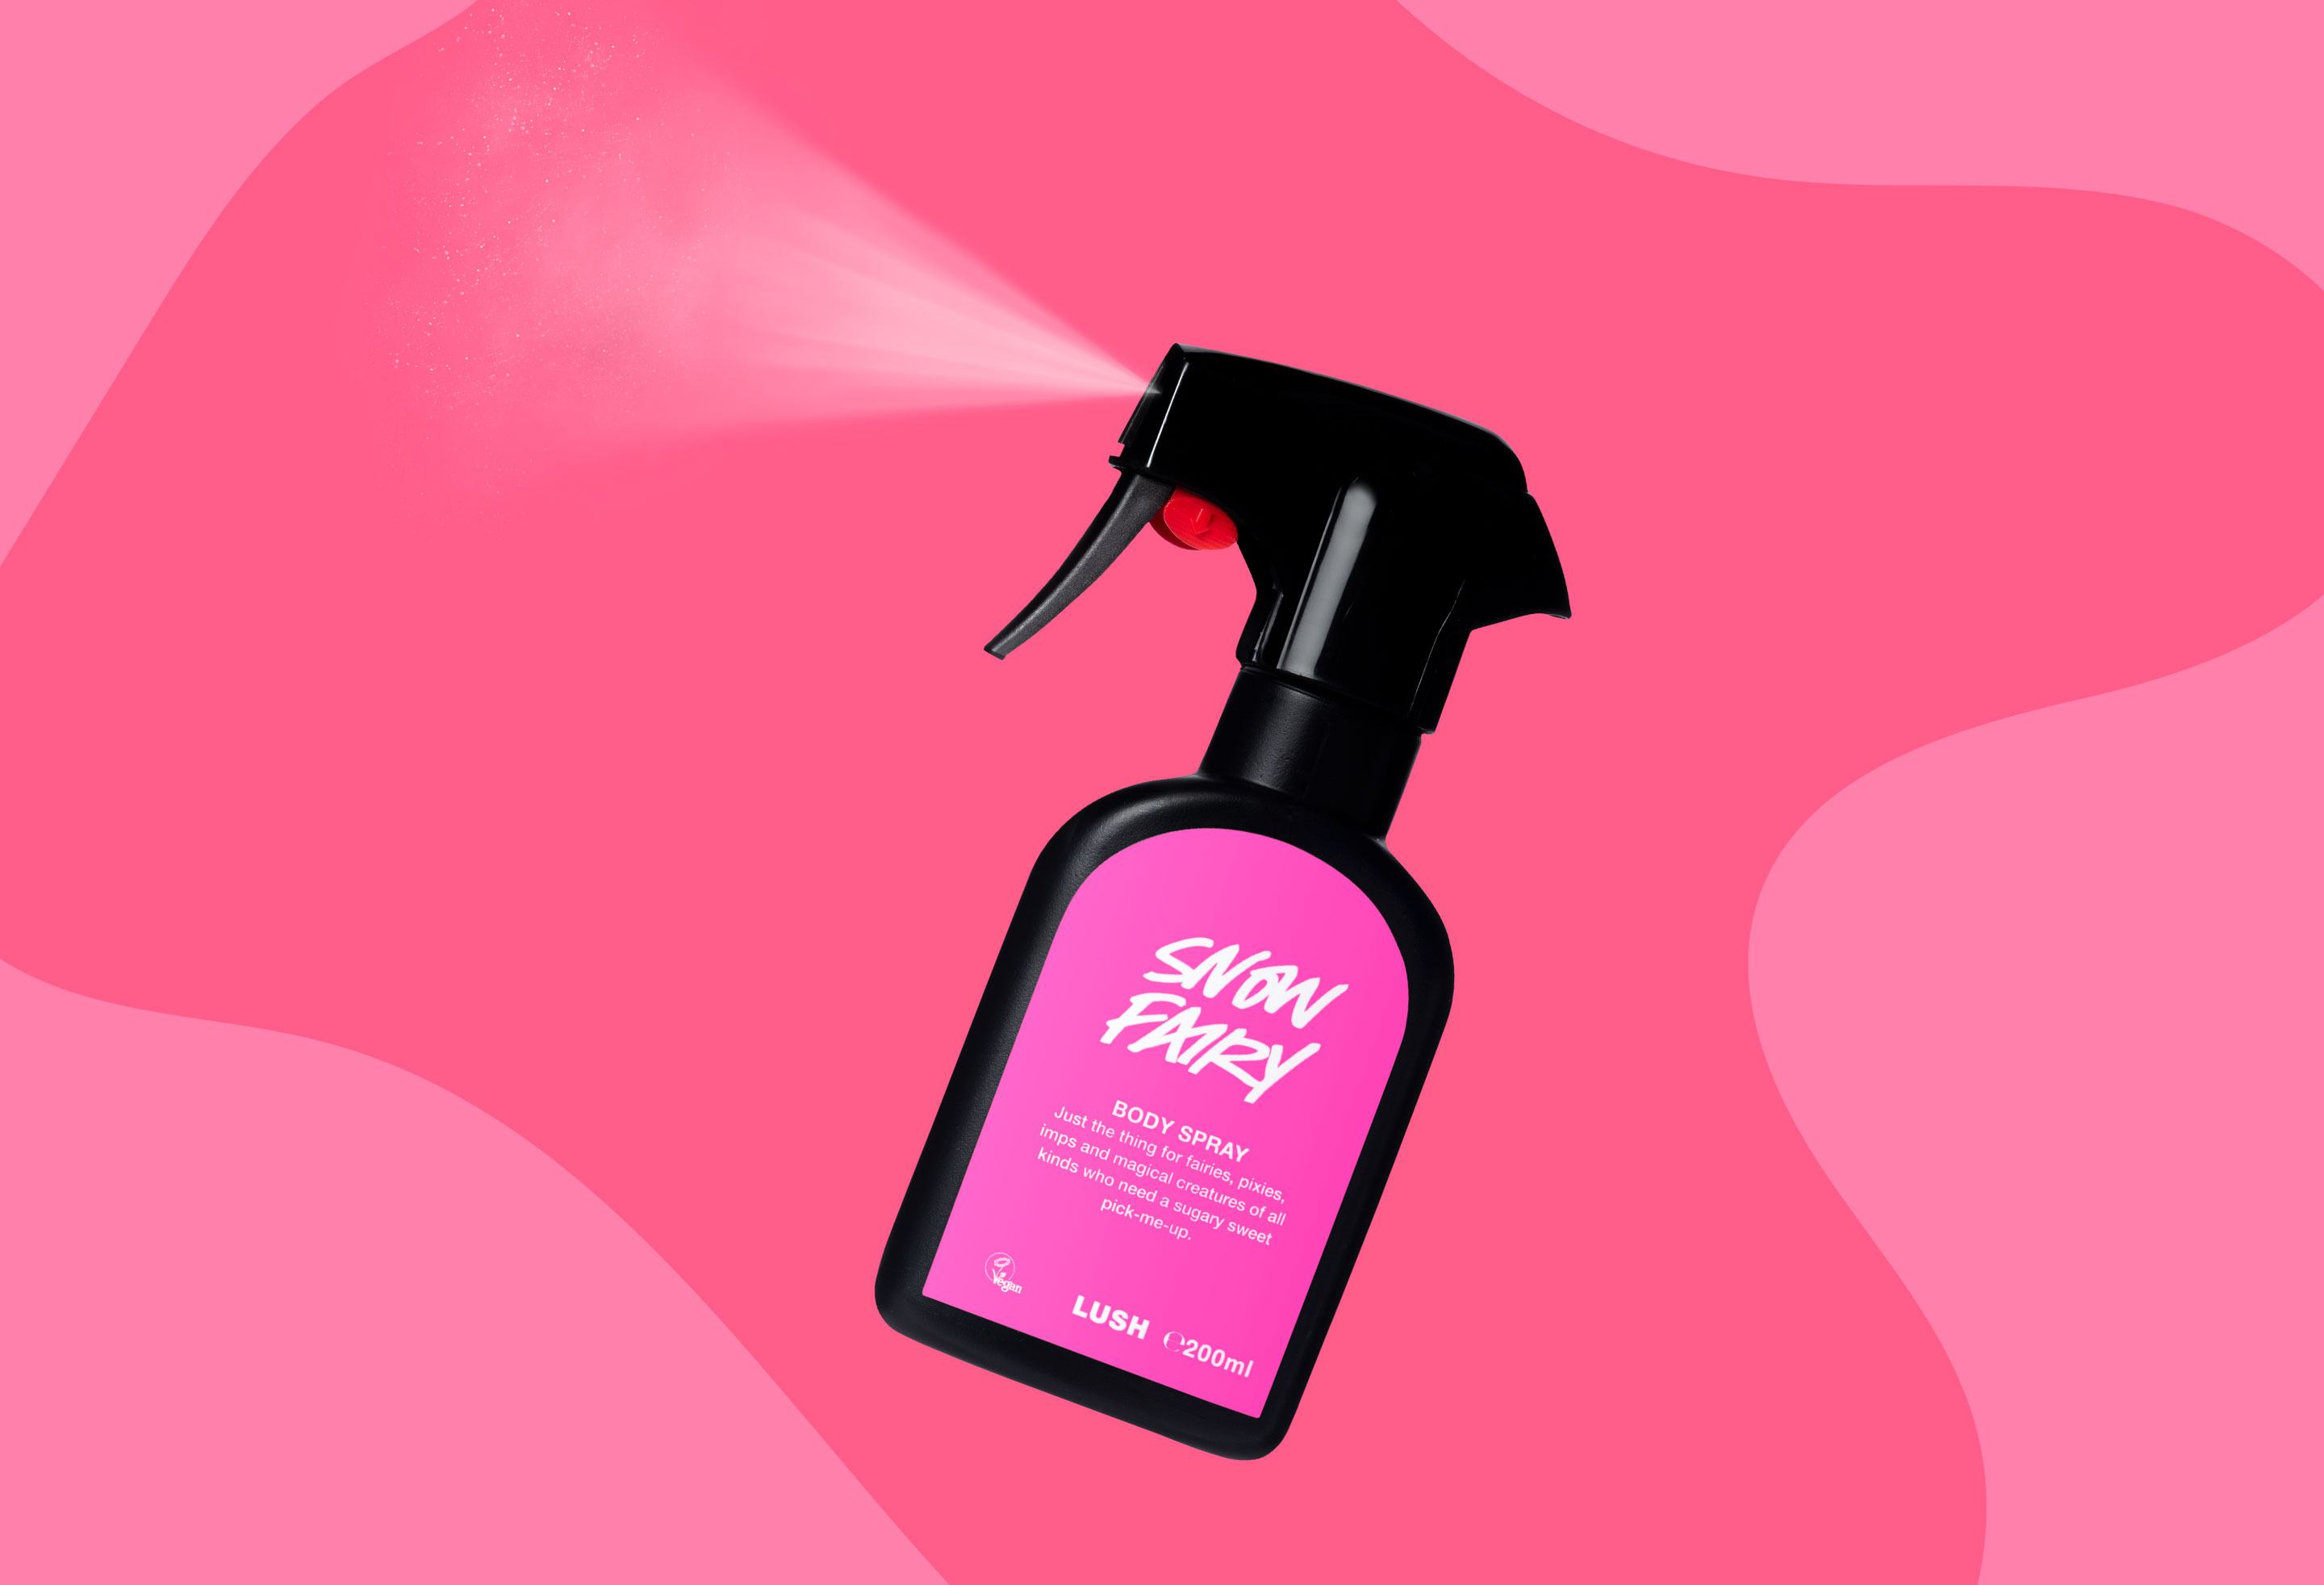 SNOW
FAIRY
BODY SPRAY
Just the thing for fairies, pixies,
imps and magical creatures of all
kinds who need a sugary sweet
pick-me-up.
Vegan
LUSH ℮200ml